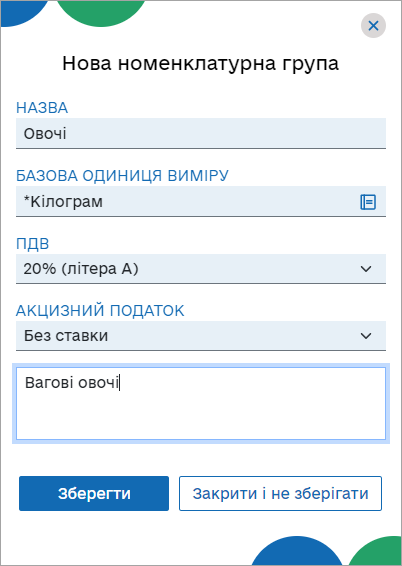 Нова номенклатурна група
НАЗВА
Овочі
БАЗОВА ОДИНИЦЯ ВИМІРУ
*Кілограм
ПДВ
20% (літера А)
АКЦИЗНИЙ ПОДАТОК
Без ставки
Вагові овочі
Зберегти
Закрити і не зберігати